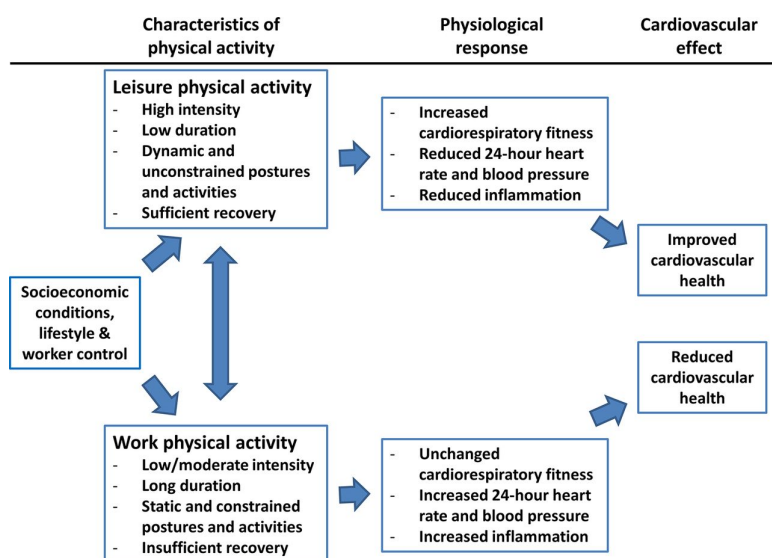 Characteristics of
physical activity
Physiological
response
Cardiovascular
effect
Leisure physical activity
- High intensity
- Low duration
- Dynamic and
unconstrained postures
and activities
- Sufficient recovery
- Increased
cardiorespiratory fitness
- Reduced 24-hour heart
rate and blood pressure
- Reduced inflammation
Improved
cardiovascular
health
Socioeconomic
conditions,
lifestyle &
worker control
Reduced
cardiovascular
health
Work physical activity
- Low/moderate intensity
- Long duration
- Static and constrained
postures and activities
- Insufficient recovery
- Unchanged
cardiorespiratory fitness
- Increased 24-hour heart
rate and blood pressure
- Increased inflammation